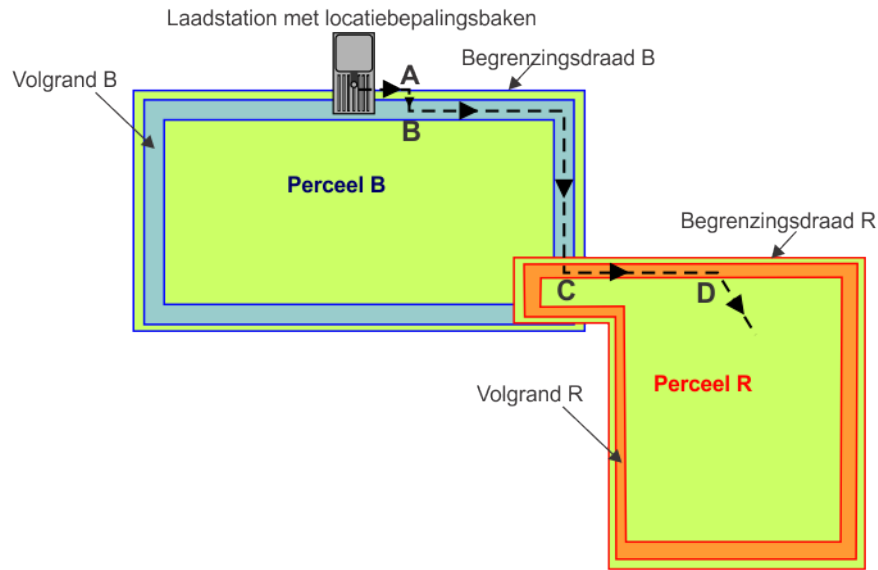 Laadstation met locatiebepalingsbaken
Volgrand B
A
Begrenzingsdraad B
B
Perceel B
Begrenzingsdraad R
C
D
Perceel R
Volgrand R